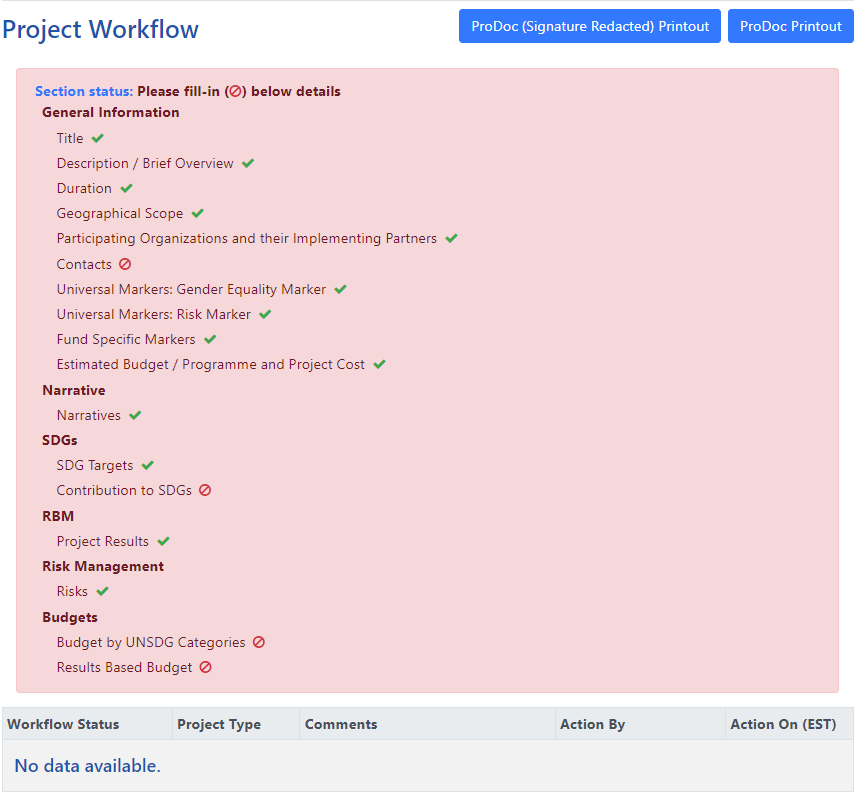 Project Workflow
ProDoc (Signature Redacted) Printout
ProDoc Printout
Section status: Please fill-in () below details
General Information
Title
Description / Brief Overview
Duration
Geographical Scope
Participating Organizations and their Implementing Partners
Contacts
Universal Markers: Gender Equality Marker
Universal Markers: Risk Marker
Fund Specific Markers
Estimated Budget / Programme and Project Cost
Narrative
Narratives
SDGs
SDG Targets
Contribution to SDGs
RBM
Project Results
Risk Management
Risks
Budgets
Budget by UNSDG Categories
Results Based Budget
Workflow Status Project Type Comments Action By Action On (EST)
No data available.